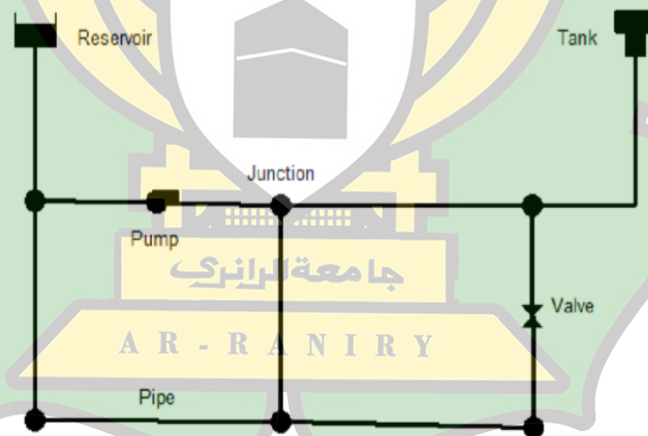 Reservoir
Tank
Junction
Pump
جامعة الرانري
Valve
AR-RANIRY
Pipe